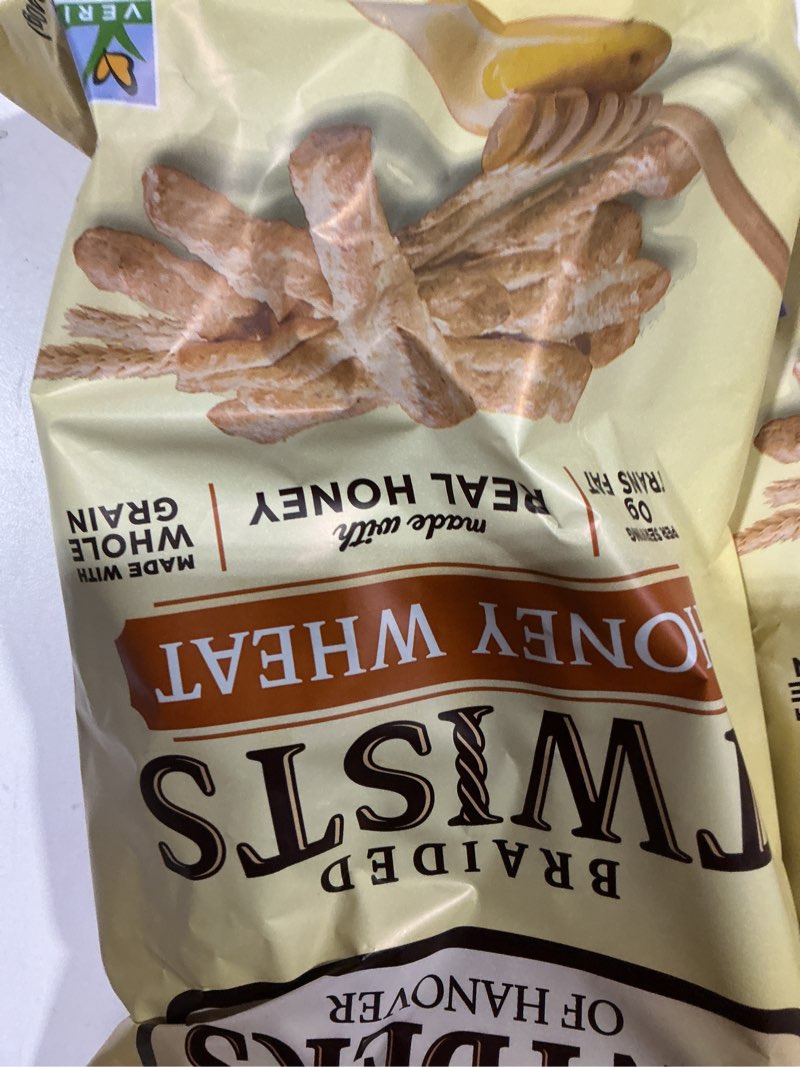 OF HANOVER
BRAIDED
TWISTS
HONEY WHEAT
PER SERVING
0g
TRANS FAT
made with
REAL HONEY
MADE WITH
WHOLE
GRAIN